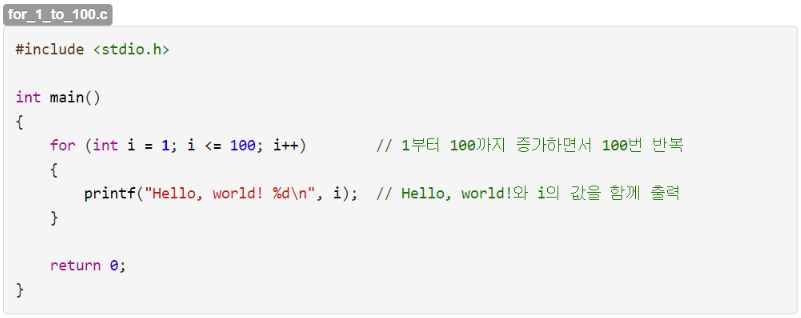 for_1_to_100.c
#include <stdio.h>
int main()
{
for (int i = 1; i <= 100; i++) // 1부터 100까지 증가하면서 100번 반복
{
printf("Hello, world! %d\n", i); // Hello, world!와 i의 값을 함께 출력
}
return 0;
}